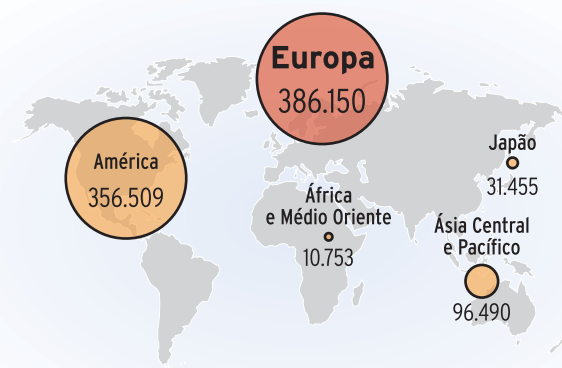 Europa
386.150
América
356.509
Japão
31.455
África
e Médio Oriente
10.753
Ásia Central
e Pacífico
96.490